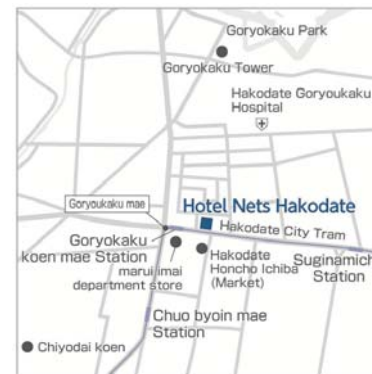 Goryokaku Park
Goryokaku Tower
Hakodate Goryoukaku
Hospital
Hotel Nets Hakodate
Goryoukaku mae
Hakodate City Tram
Goryokaku
koen mae Station
marui imai
department store
Hakodate
Honcho Ichiba
(Market)
Suginamich
Station
Chuo byoin mae
Station
Chiyodai koen